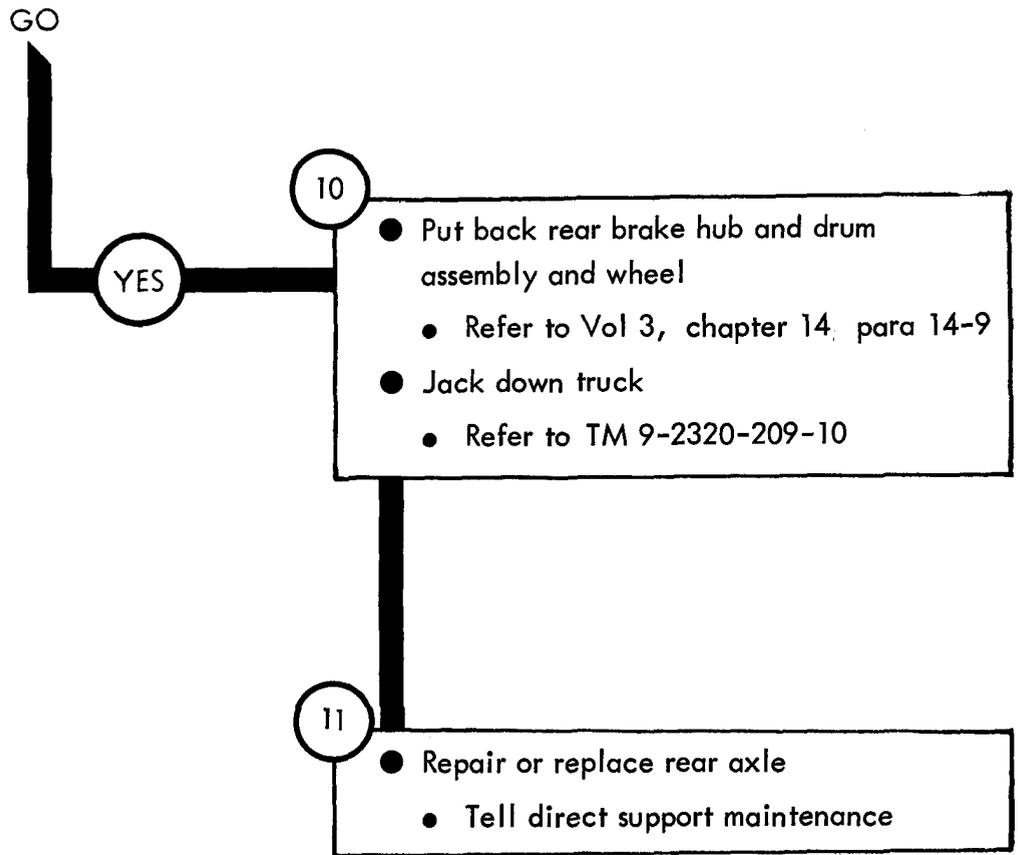 GO
10
● Put back rear brake hub and drum
assembly and wheel
● Refer to Vol 3, chapter 14, para 14-9
YES
● Jack down truck
● Refer to TM 9-2320-209-10
11
● Repair or replace rear axle
● Tell direct support maintenance